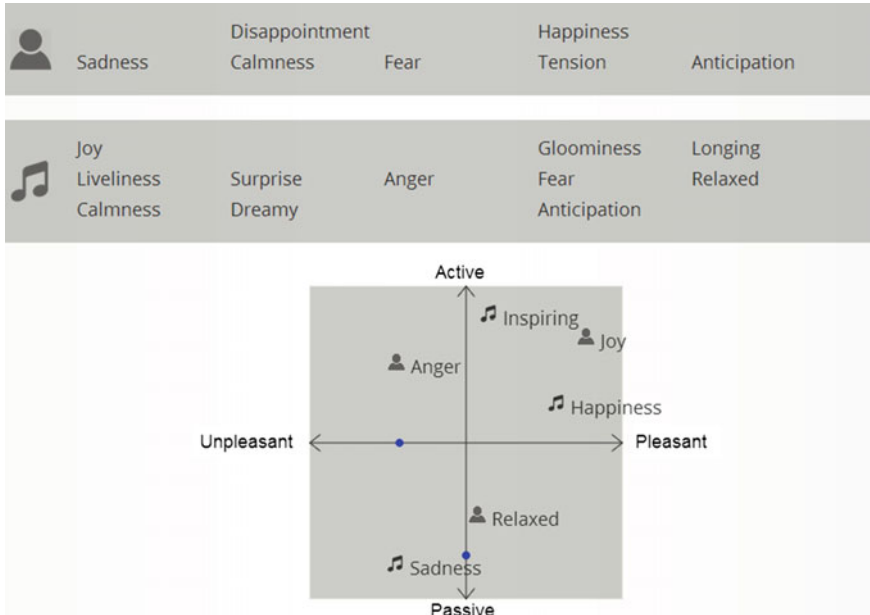 Disappointment Happiness
Sadness Calmness Fear Tension Anticipation
Joy Gloominess Longing
Liveliness Surprise Anger Fear Relaxed
Calmness Dreamy Anticipation
Active
Inspiring
Joy
Anger
Happiness
Unpleasant Pleasant
Relaxed
Sadness
Passive